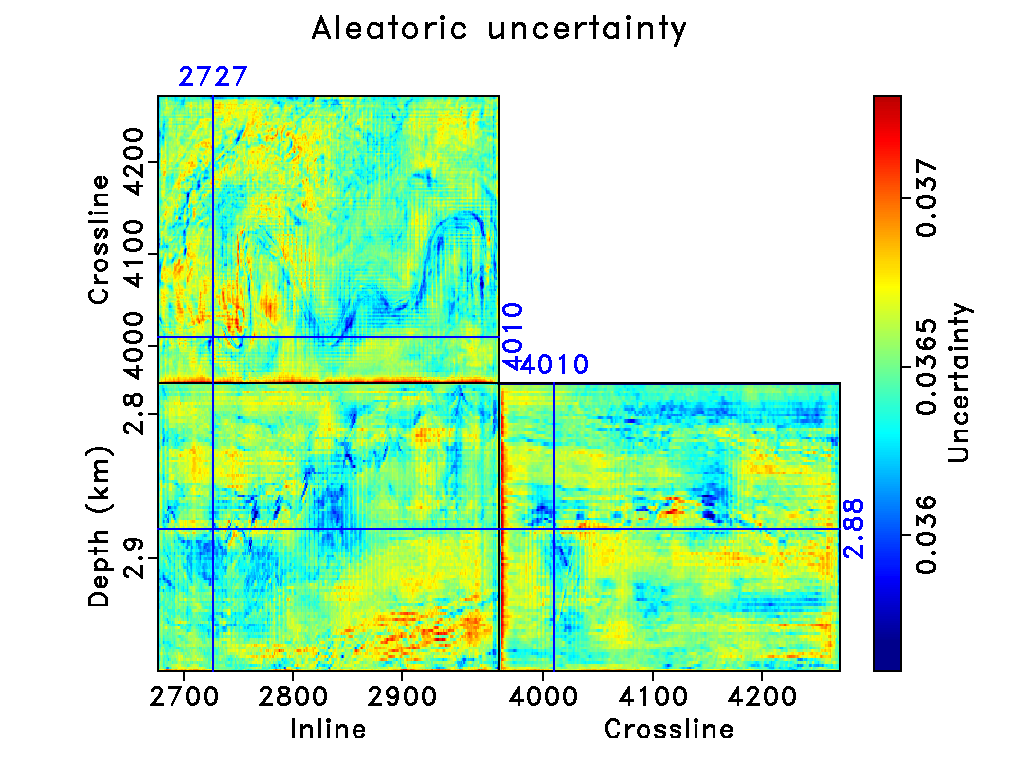 Aleatoric uncertainty
2727
Crossline
4200
4100
4000
4010
4010
Depth (km)
2.8
2.9
2.88
2700 2800 2900 4000 4100 4200
Inline Crossline
0.037
0.0365
0.036
Uncertainty